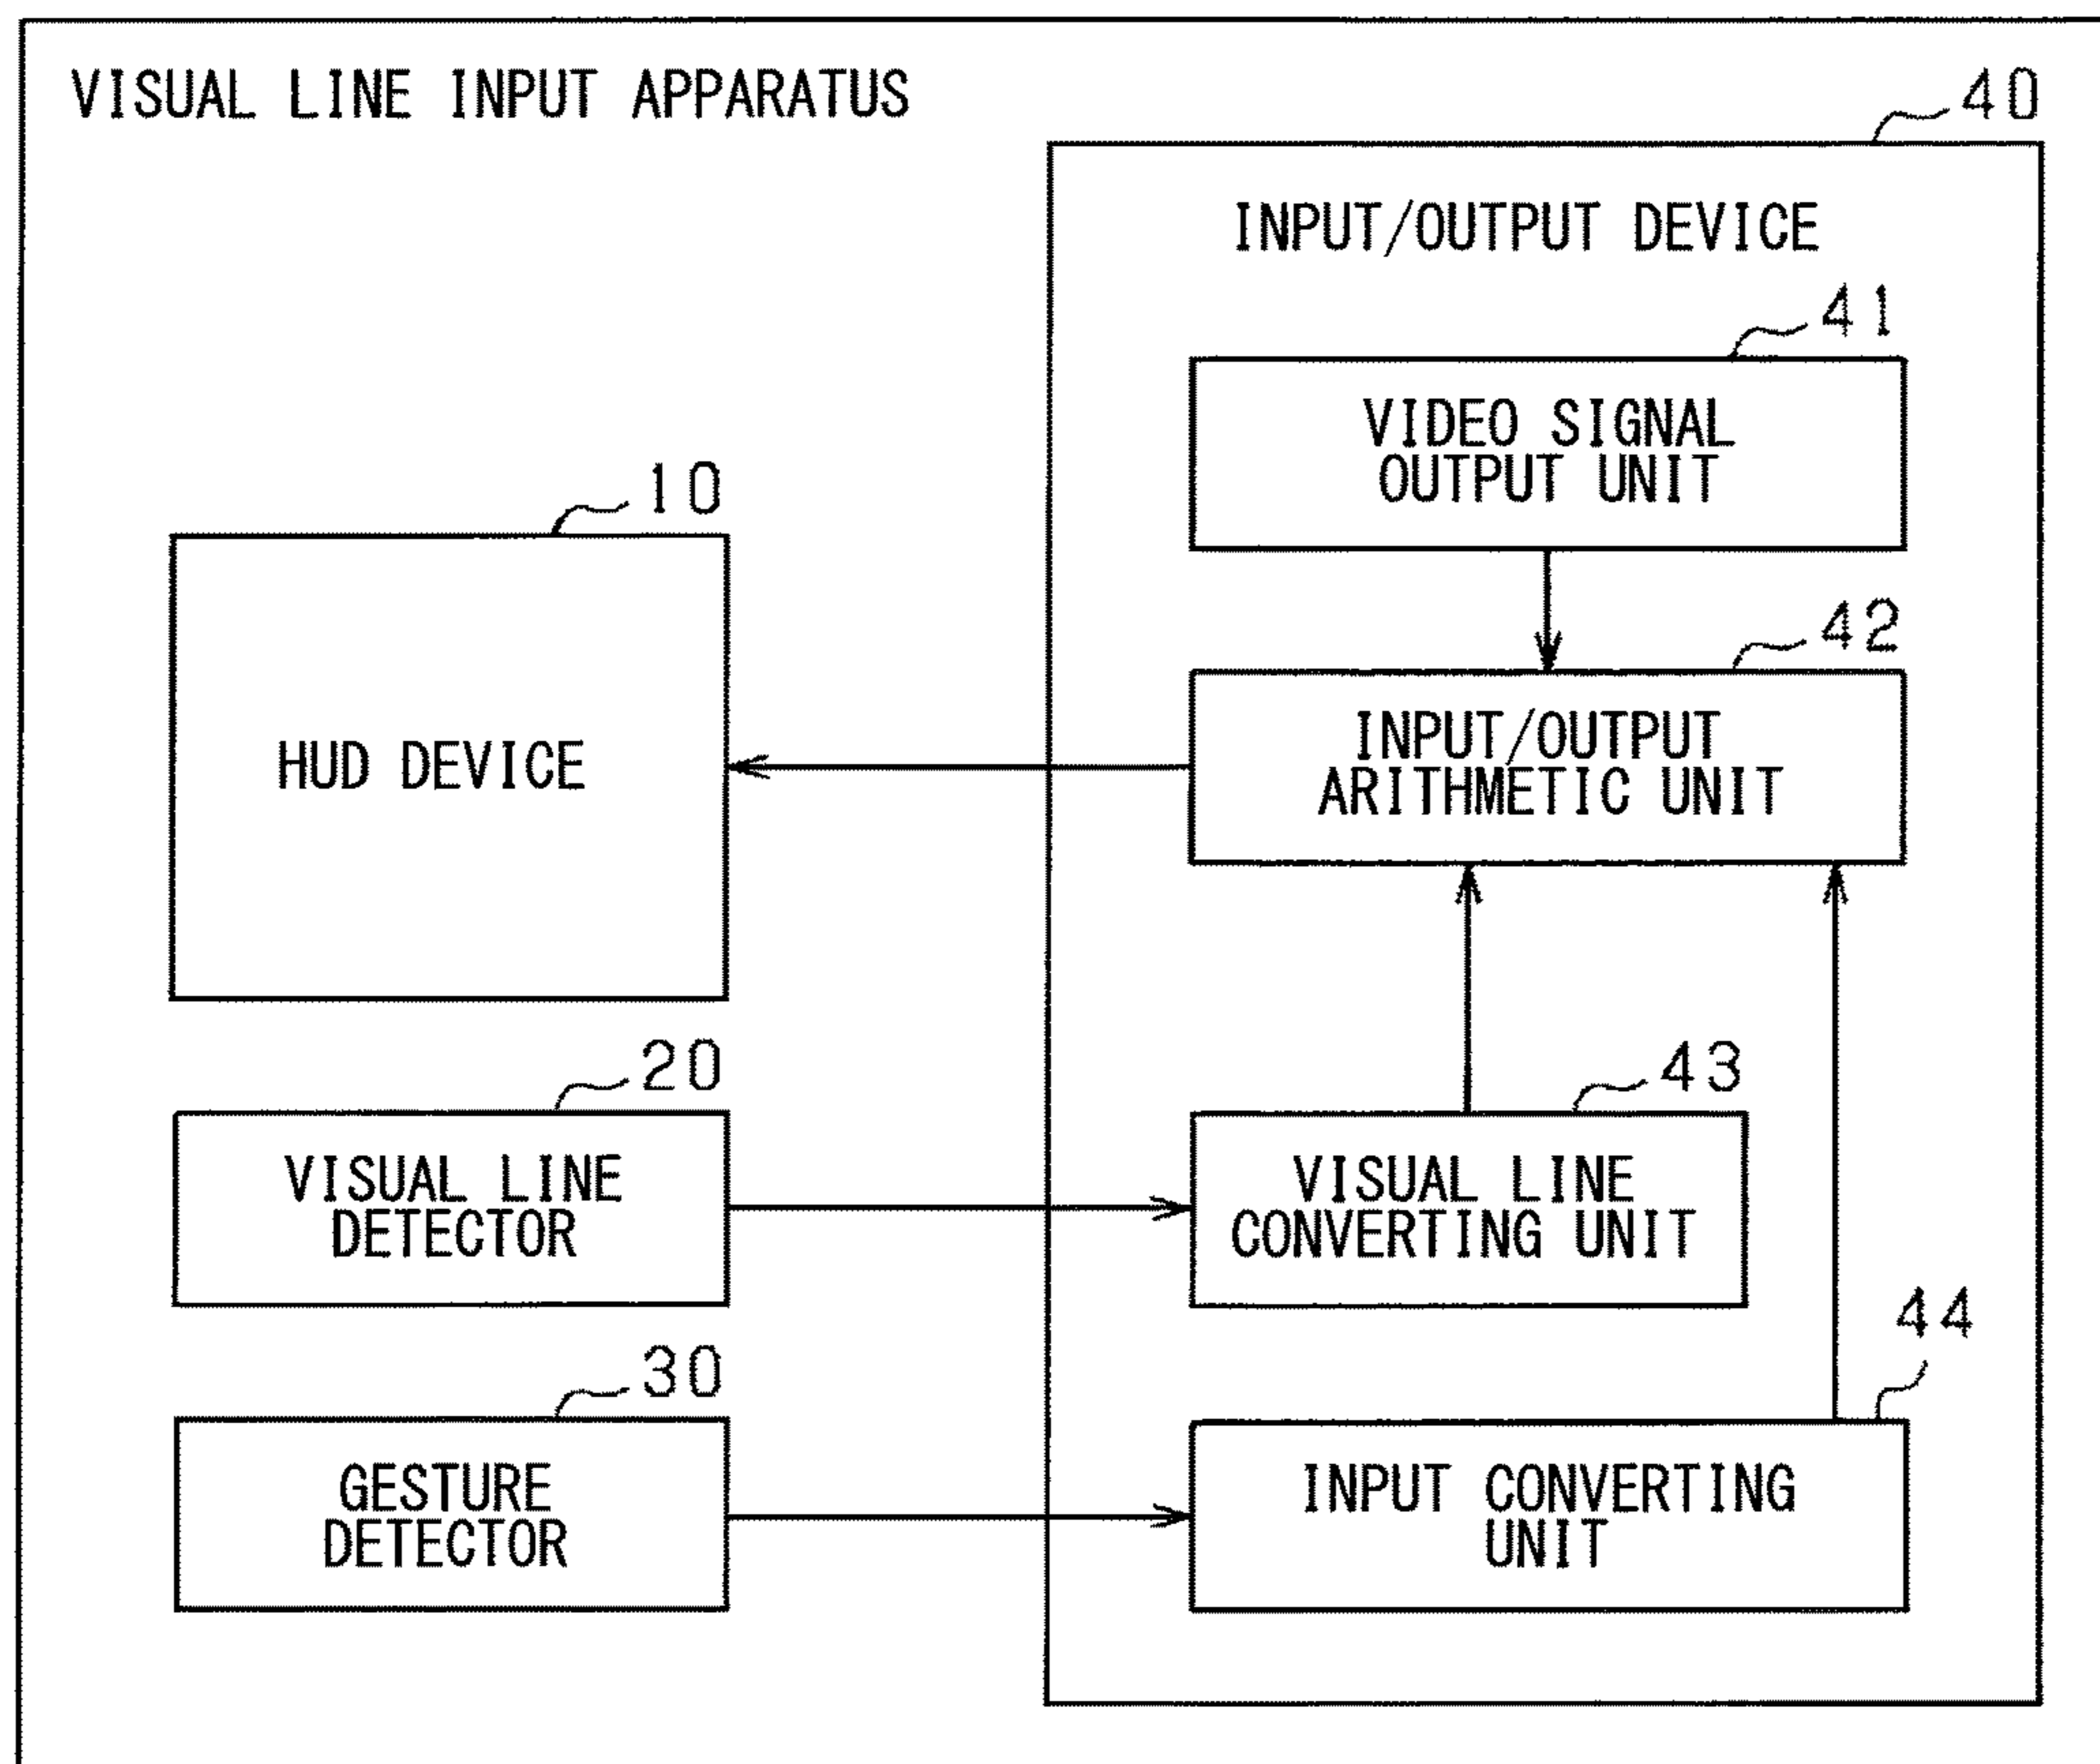 VISUAL LINE INPUT APPARATUS
40
INPUT/OUTPUT DEVICE
41
VIDEO SIGNAL
OUTPUT UNIT
10
HUD DEVICE
42
INPUT/OUTPUT
ARITHMETIC UNIT
20
VISUAL LINE
DETECTOR
43
VISUAL LINE
CONVERTING UNIT
30
GESTURE
DETECTOR
44
INPUT CONVERTING
UNIT